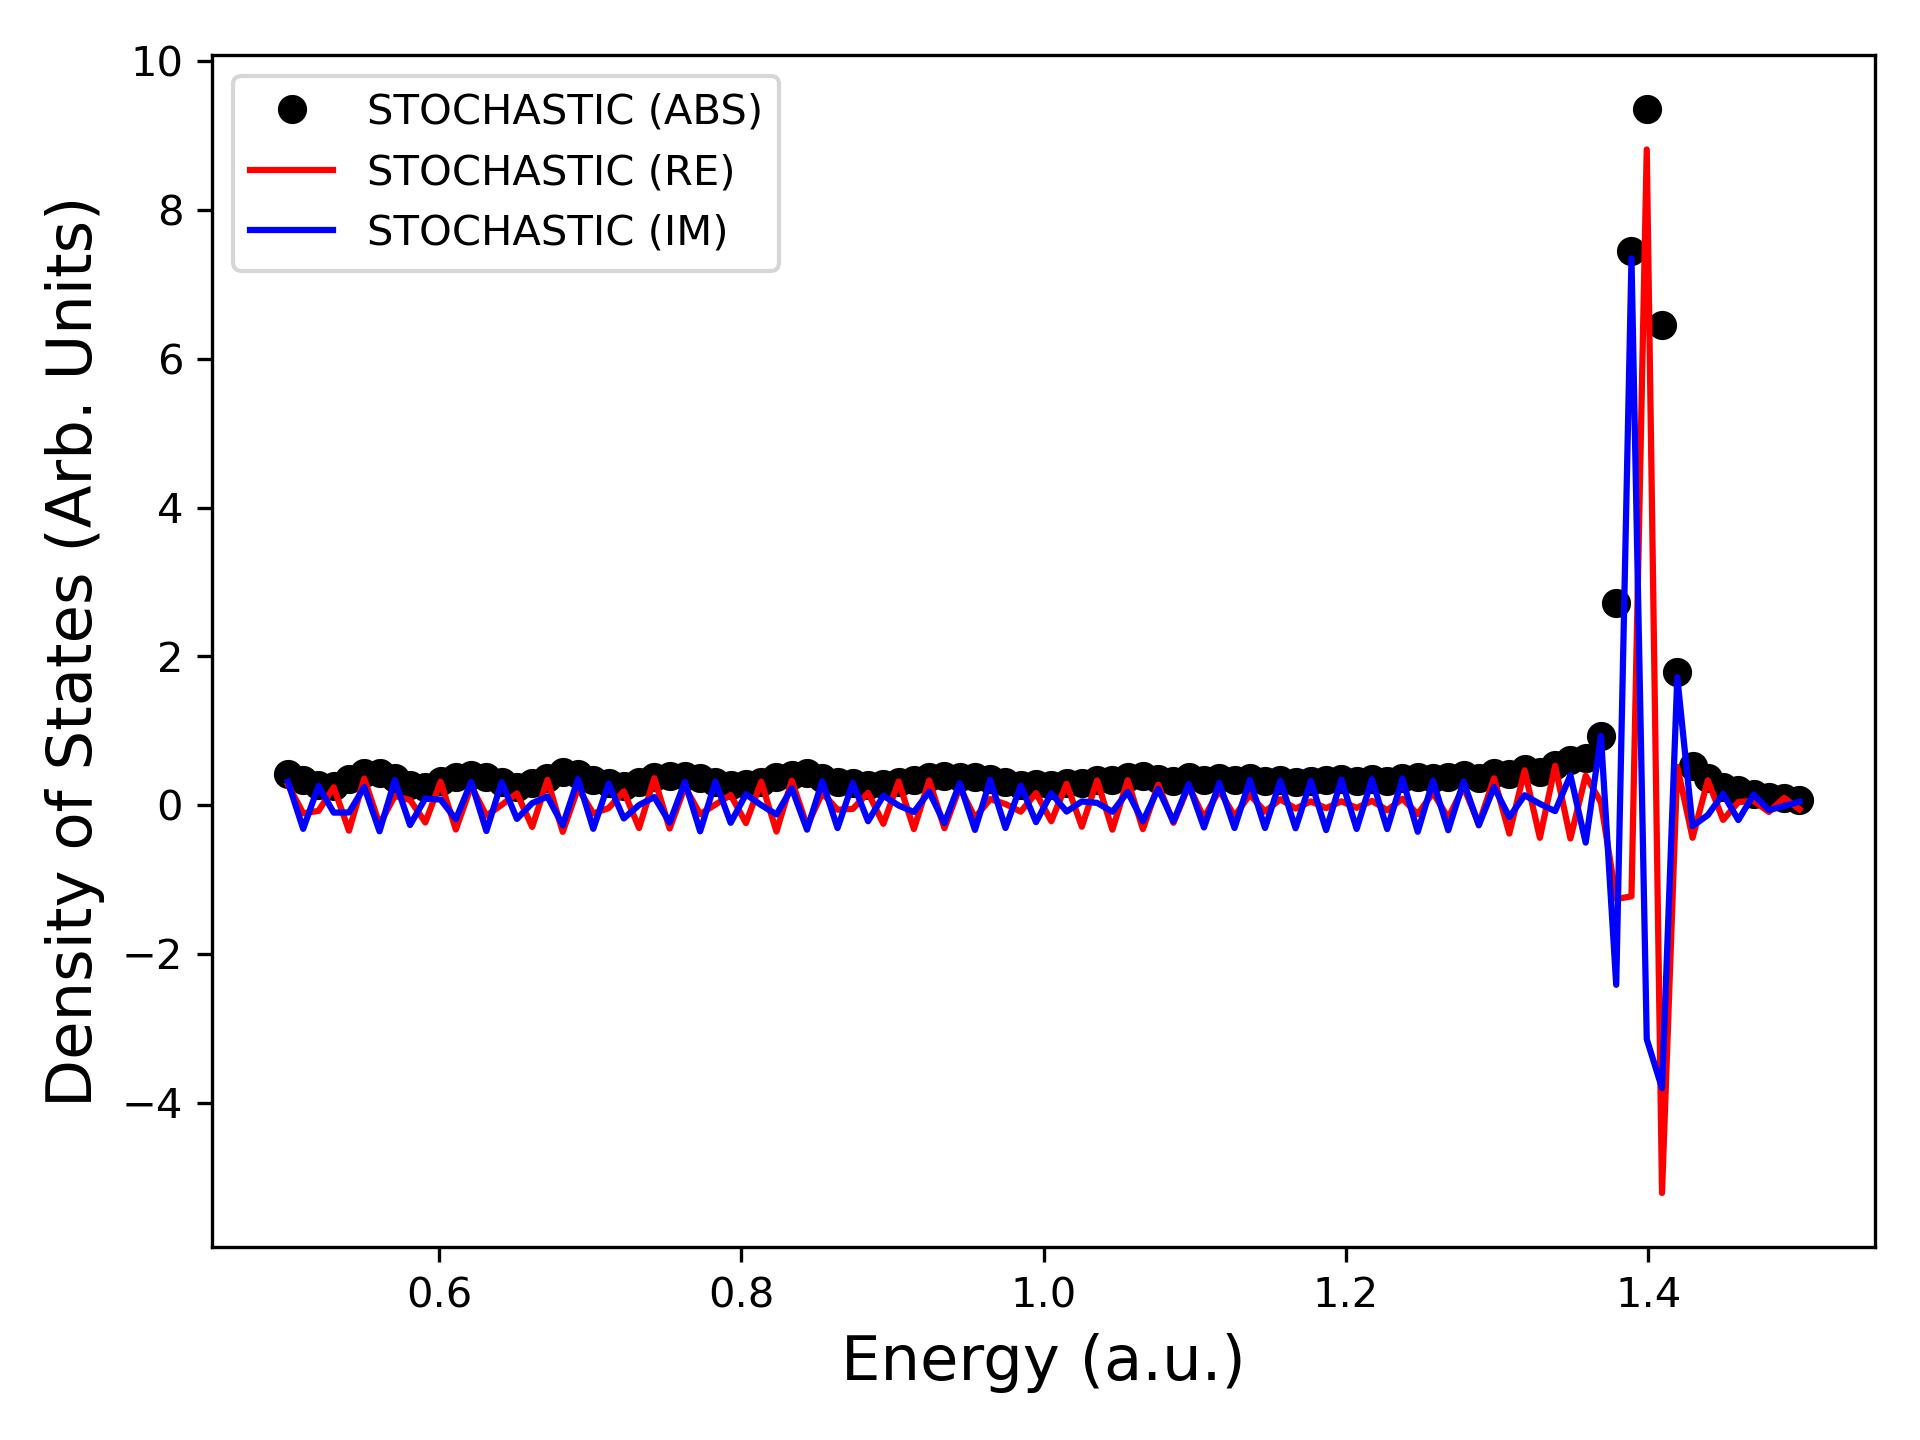 10
8
6
4
2
0
−2
−4
Density of States (Arb. Units)
STOCHASTIC (ABS)
STOCHASTIC (RE)
STOCHASTIC (IM)
0.6 0.8 1.0 1.2 1.4
Energy (a.u.)